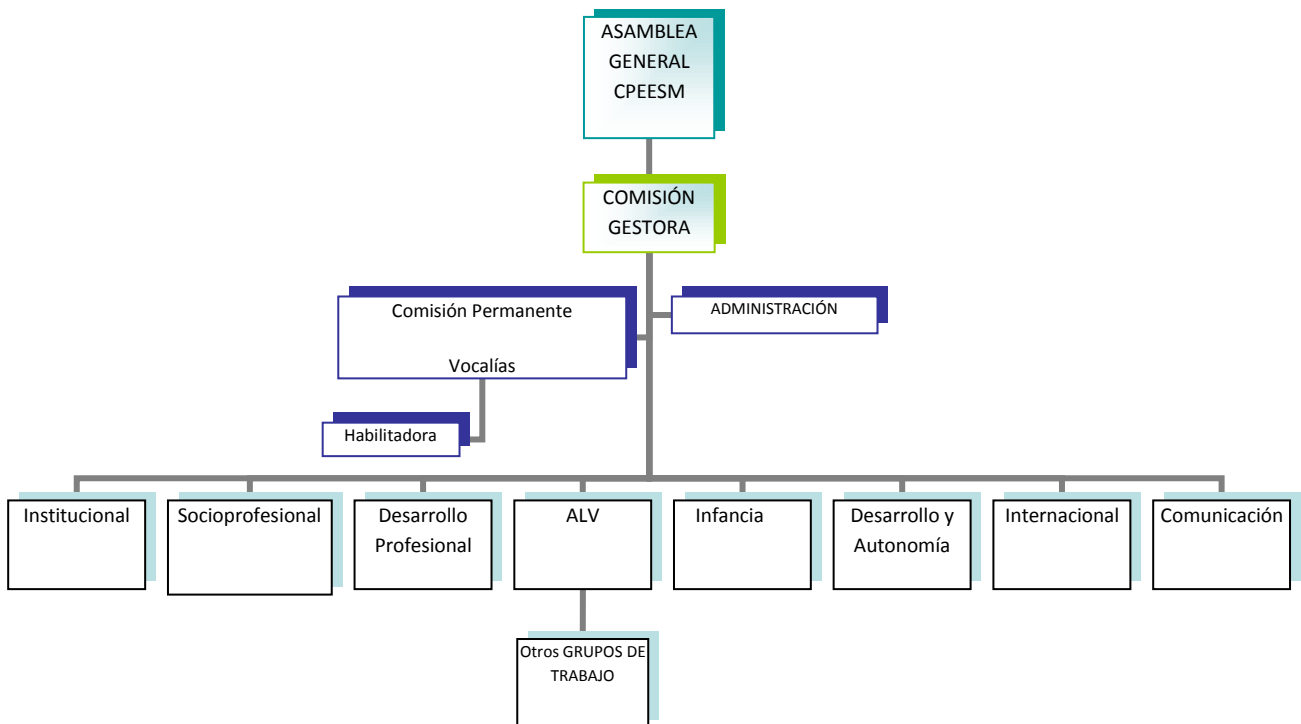 ASAMBLEA
GENERAL
CPEESM
COMISIÓN
GESTORA
Comisión Permanente
Vocalías
ADMINISTRACIÓN
Habilitadora
Institucional
Socioprofesional
Desarrollo
Profesional
ALV
Infancia
Desarrollo y
Autonomía
Internacional
Comunicación
Otros GRUPOS DE
TRABAJO